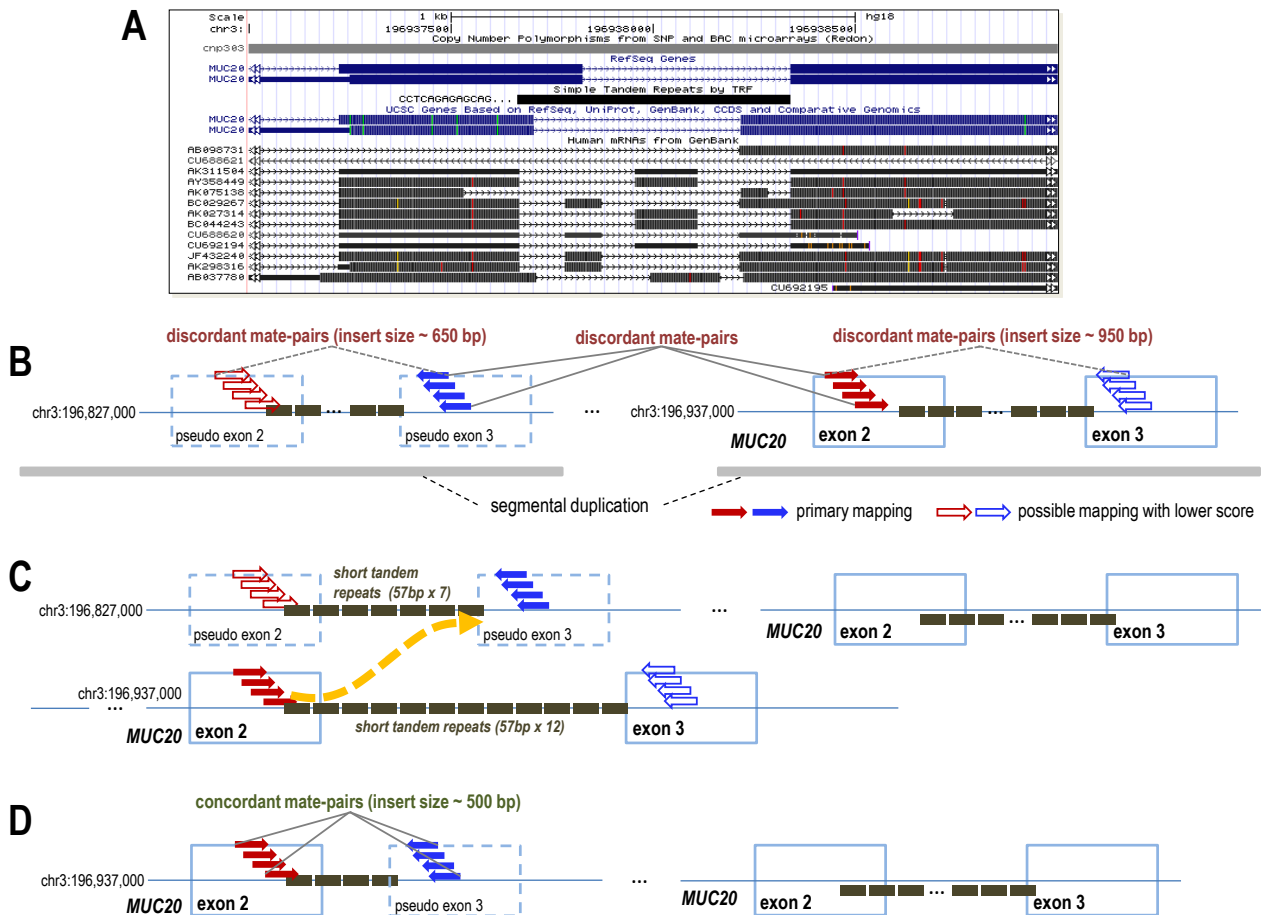 A
Scale
1 kb
hg18
chr3:
196937500
196938000
196938500
Copy Number Polymorphisms from SNP and BAC microarrays (Redon)
cnp303
RefSeq Genes
MUC20
MUC20
Simple Tandem Repeats by TRF
CCTCAGAGAGCAG...
UCSC Genes Based on RefSeq, UniProt, GenBank, CCDS and Comparative Genomics
MUC20
MUC20
Human mRNAs from GenBank
AB098731
CU688621
AK311504
AY358449
AK075138
BC029267
AK027314
BC044243
CU688620
CU692194
JF432240
AK298316
AB037780
CU692195
B
discordant mate-pairs (insert size ~ 650 bp)
discordant mate-pairs
discordant mate-pairs (insert size ~ 950 bp)
chr3:196,827,000
...
...
chr3:196,937,000
...
pseudo exon 2
pseudo exon 3
MUC20
exon 2
exon 3
segmental duplication
primary mapping
possible mapping with lower score
C
short tandem
repeats (57bp x 7)
chr3:196,827,000
...
...
pseudo exon 2
pseudo exon 3
MUC20
exon 2
exon 3
chr3:196,937,000
...
MUC20
exon 2
short tandem repeats (57bp x 12)
exon 3
D
concordant mate-pairs (insert size ~ 500 bp)
chr3:196,937,000
...
...
MUC20
exon 2
pseudo exon 3
MUC20
exon 2
exon 3